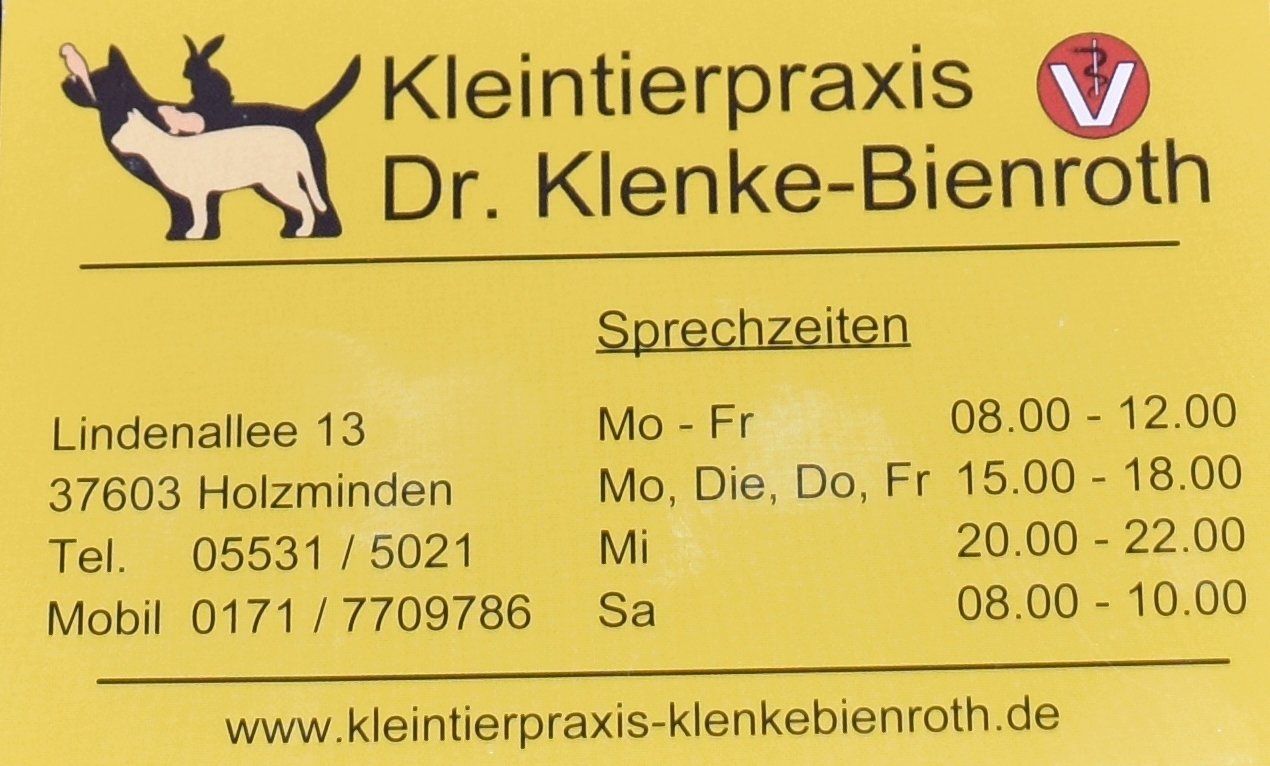 Kleintierpraxis
V
Dr. Klenke-Bienroth
Sprechzeiten
Lindenallee 13
37603 Holzminden
Tel. 05531 / 5021
Mobil 0171 / 7709786
Mo - Fr 08.00 - 12.00
Mo, Die, Do, Fr 15.00 - 18.00
Mi 20.00 - 22.00
Sa 08.00 - 10.00
www.kleintierpraxis-klenkebienroth.de